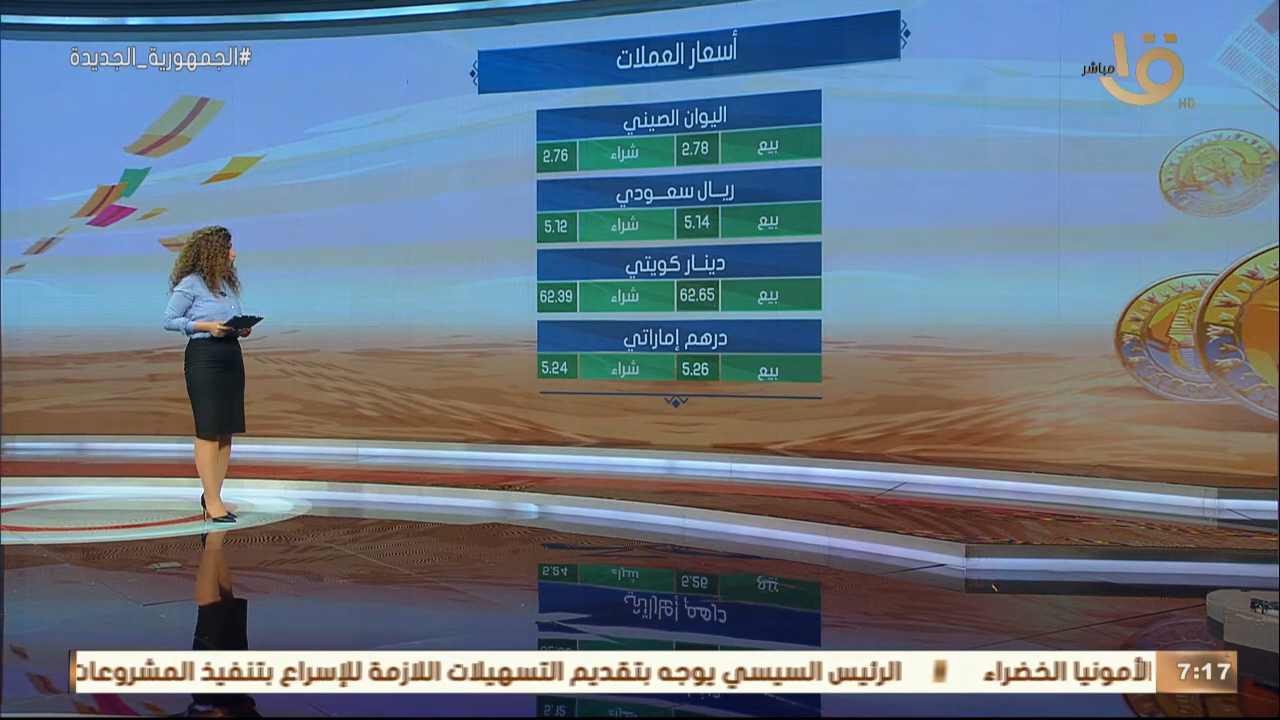 #الجمهورية_الجديدة
مباشر
HD
أسعار العملات
اليوان الصيني
بيع 2.78 شراء 2.76
ريال سعودي
بيع 5.14 شراء 5.12
دينار كويتي
بيع 62.65 شراء 62.39
درهم إماراتي
بيع 5.26 شراء 5.24
7:17 الأمونيا الخضراء الرئيس السيسي يوجه بتقديم التسهيلات اللازمة للإسراع بتنفيذ المشروعات